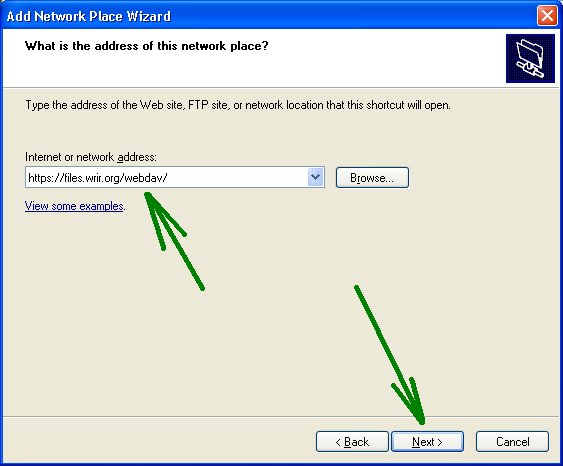 Add Network Place Wizard
What is the address of this network place?
Type the address of the Web site, FTP site, or network location that this shortcut will open.
Internet or network address:
https://files.wrir.org/webdav/
Browse...
View some examples.
< Back
Next >
Cancel